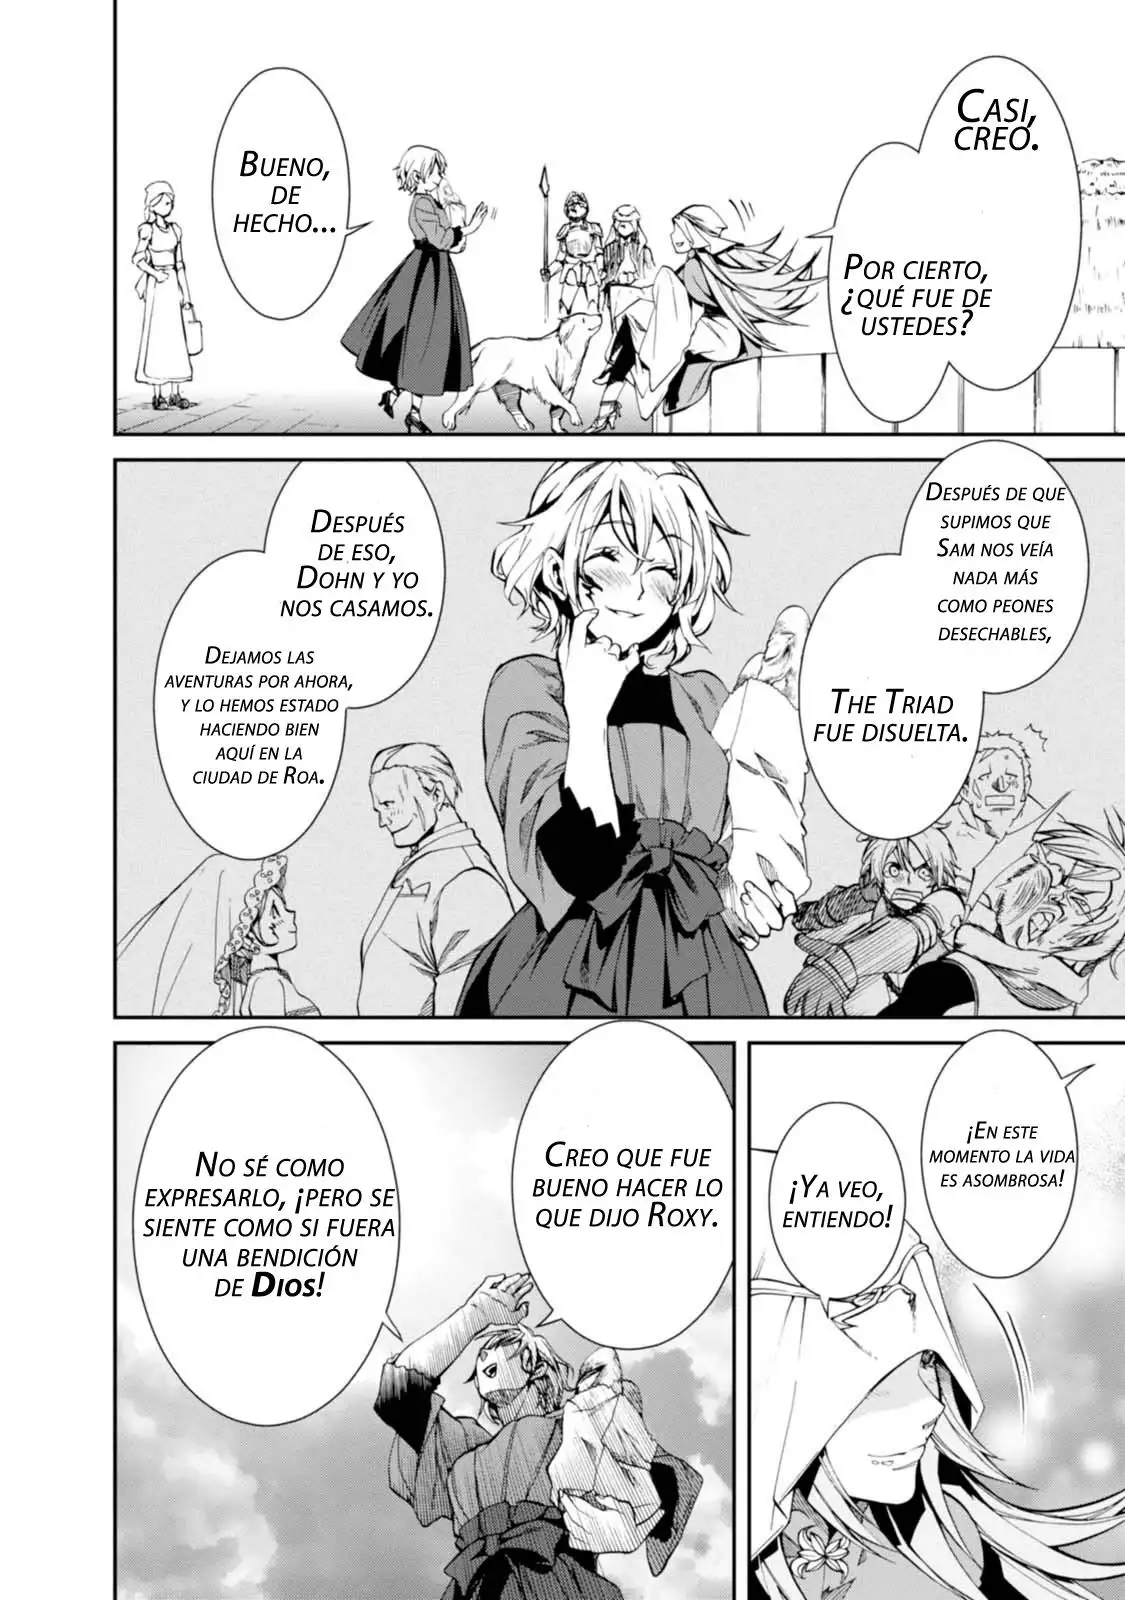 Casi,
creo.
Por cierto,
¿qué fue de
ustedes?
Bueno,
de
hecho...
Después de que
supimos que
Sam nos veía
nada más
como peones
desechables,
The Triad
fue disuelta.
Después
de eso,
Dohn y yo
nos casamos.
Dejamos las
aventuras por ahora,
y lo hemos estado
haciendo bien
aquí en la
ciudad de Roa.
¡En este
momento la vida
es asombrosa!
¡Ya veo,
entiendo!
Creo que fue
bueno hacer lo
que dijo Roxy.
No sé como
expresarlo, ¡pero se
siente como si fuera
una bendición
de Dios!